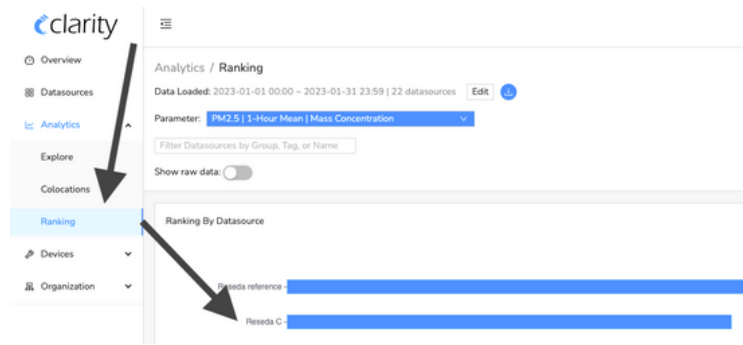 clarity
Overview
Datasources
Analytics
Explore
Colocations
Ranking
Devices
Organization
Analytics / Ranking
Data Loaded: 2023-01-01 00:00 ~ 2023-01-31 23:59 | 22 datasources Edit
Parameter: PM2.5 | 1-Hour Mean | Mass Concentration
Filter Datasources by Group, Tag, or Name
Show raw data:
Ranking By Datasource
Reseda reference
Reseda C